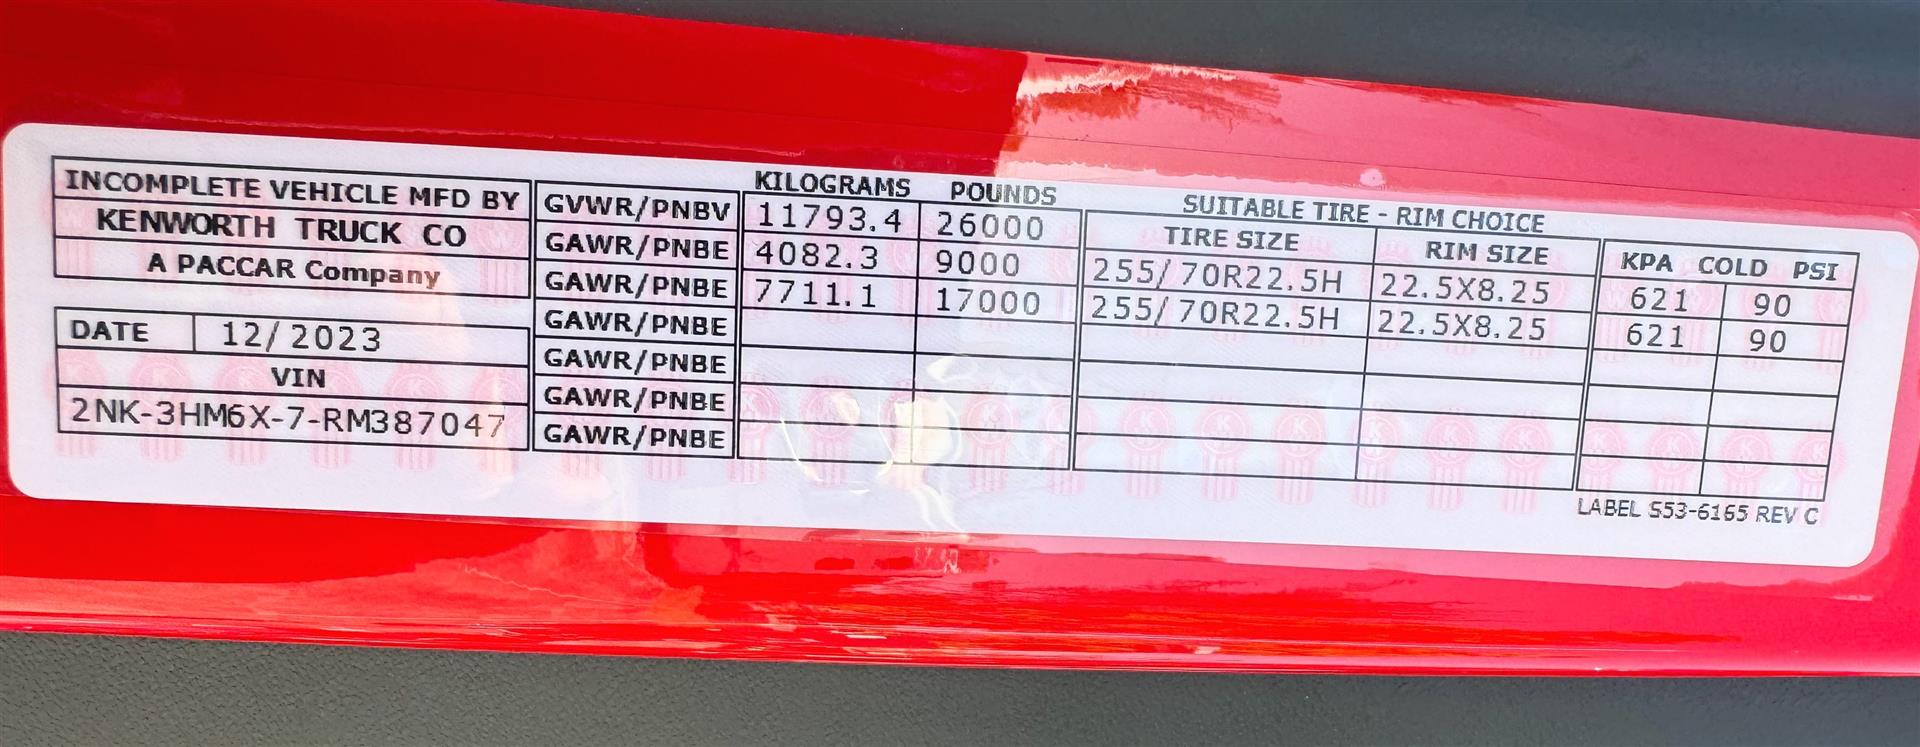 INCOMPLETE VEHICLE MFD BY
KENWORTH TRUCK CO
A PACCAR Company
DATE 12/2023
VIN
2NK-3HM6X-7-RM387047
KILOGRAMS POUNDS
GVWR/PNBV 11793.4 26000
GAWR/PNBE 4082.3 9000
GAWR/PNBE 7711.1 17000
GAWR/PNBE
GAWR/PNBE
GAWR/PNBE
GAWR/PNBE
SUITABLE TIRE - RIM CHOICE
TIRE SIZE RIM SIZE KPA COLD PSI
255/70R22.5H 22.5X8.25 621 90
255/70R22.5H 22.5X8.25 621 90
LABEL S53-6165 REV C